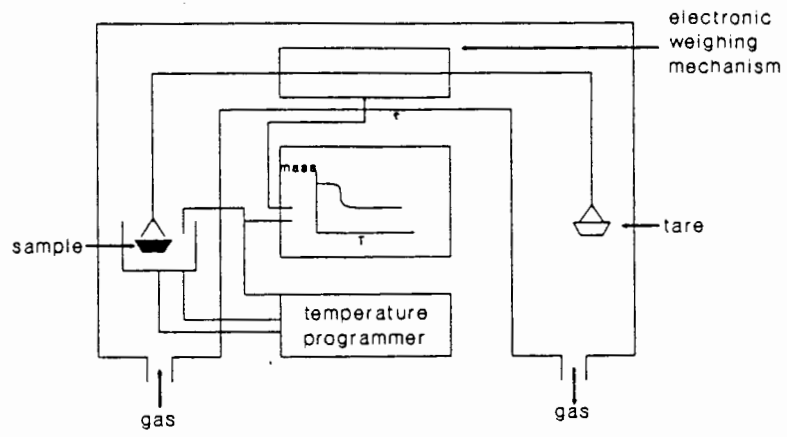 electronic
weighing
mechanism
mass
T
sample
tare
temperature
programmer
gas
gas